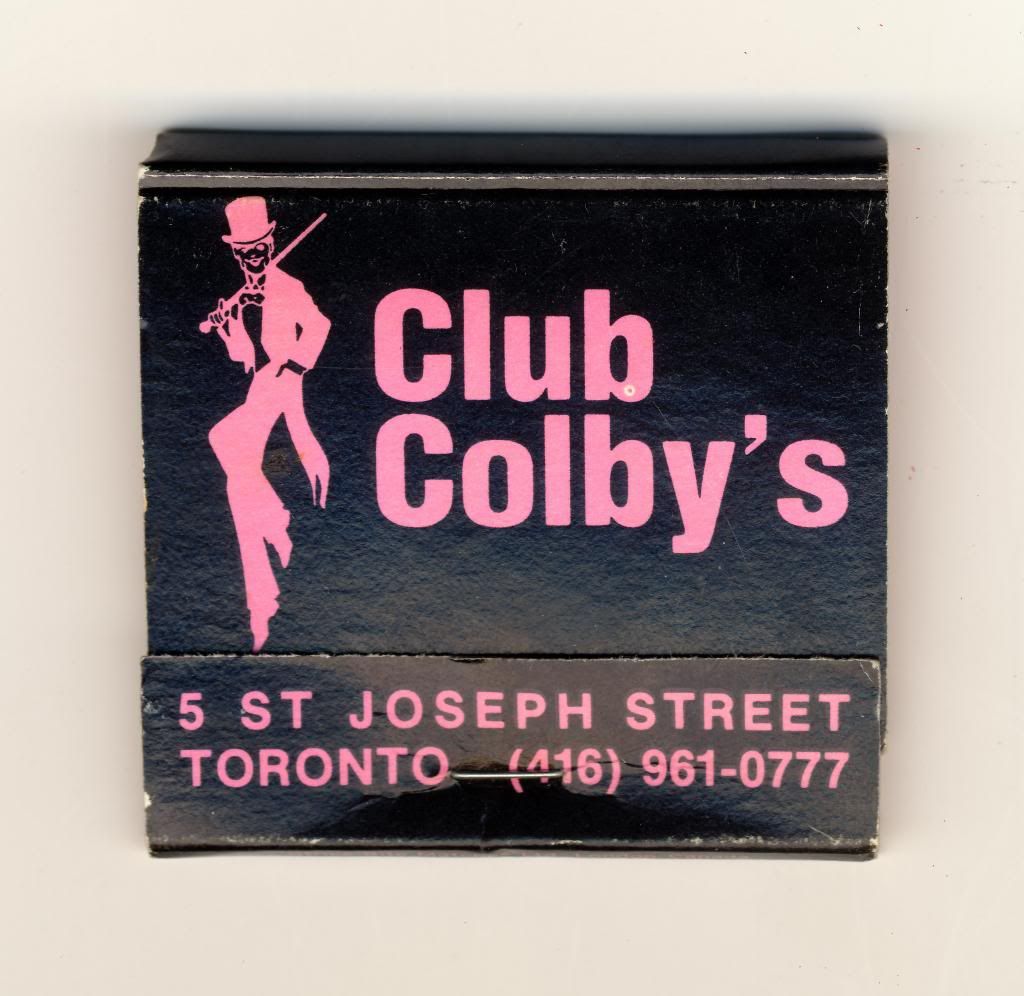 Club
Colby's
5 ST JOSEPH STREET
TORONTO (416) 961-0777